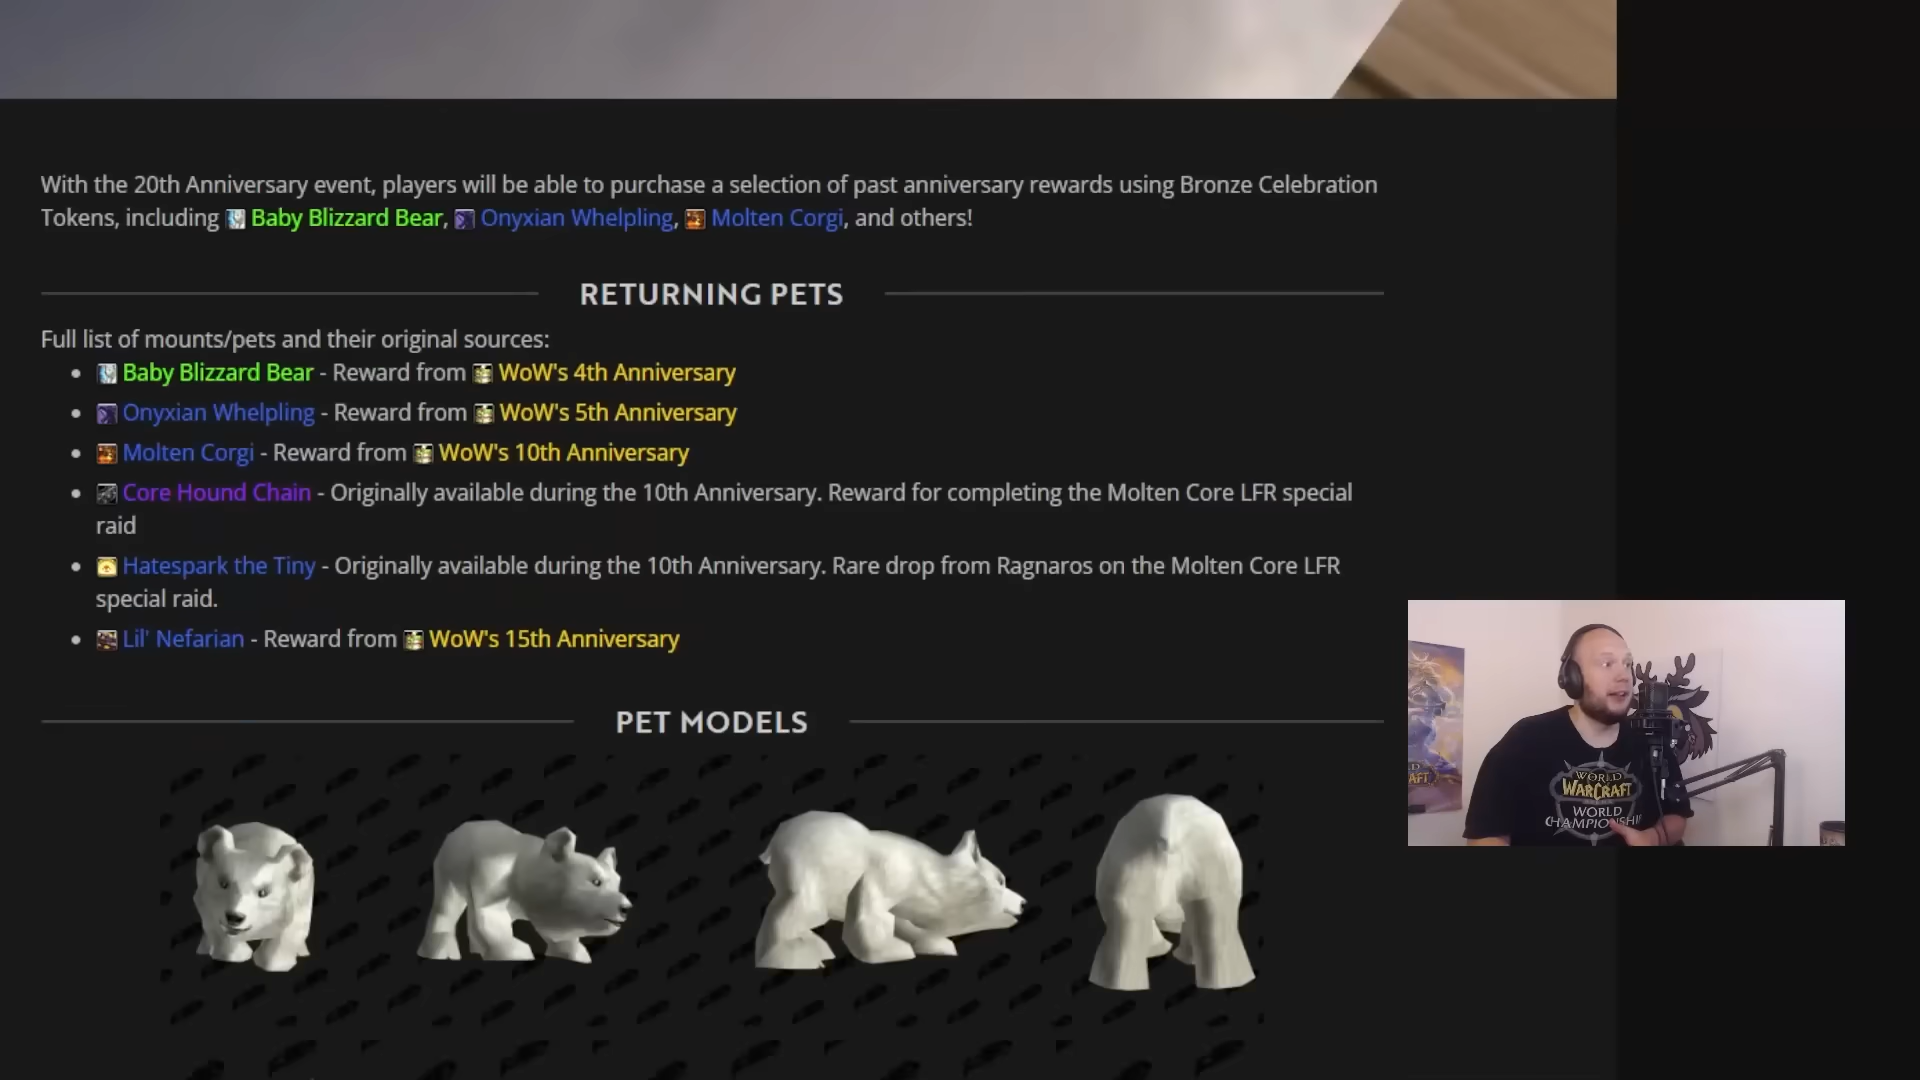 With the 20th Anniversary event, players will be able to purchase a selection of past anniversary rewards using Bronze Celebration
Tokens, including Baby Blizzard Bear, Onyxian Whelpling, Molten Corgi, and others!
RETURNING PETS
Full list of mounts/pets and their original sources:
Baby Blizzard Bear - Reward from WoW's 4th Anniversary
Onyxian Whelpling - Reward from WoW's 5th Anniversary
Molten Corgi - Reward from WoW's 10th Anniversary
Core Hound Chain - Originally available during the 10th Anniversary. Reward for completing the Molten Core LFR special
raid
Hatespark the Tiny - Originally available during the 10th Anniversary. Rare drop from Ragnaros on the Molten Core LFR
special raid.
Lil' Nefarian - Reward from WoW's 15th Anniversary
PET MODELS
WORLD
WARCRAFT
WORLD
CHAMPIONSHI